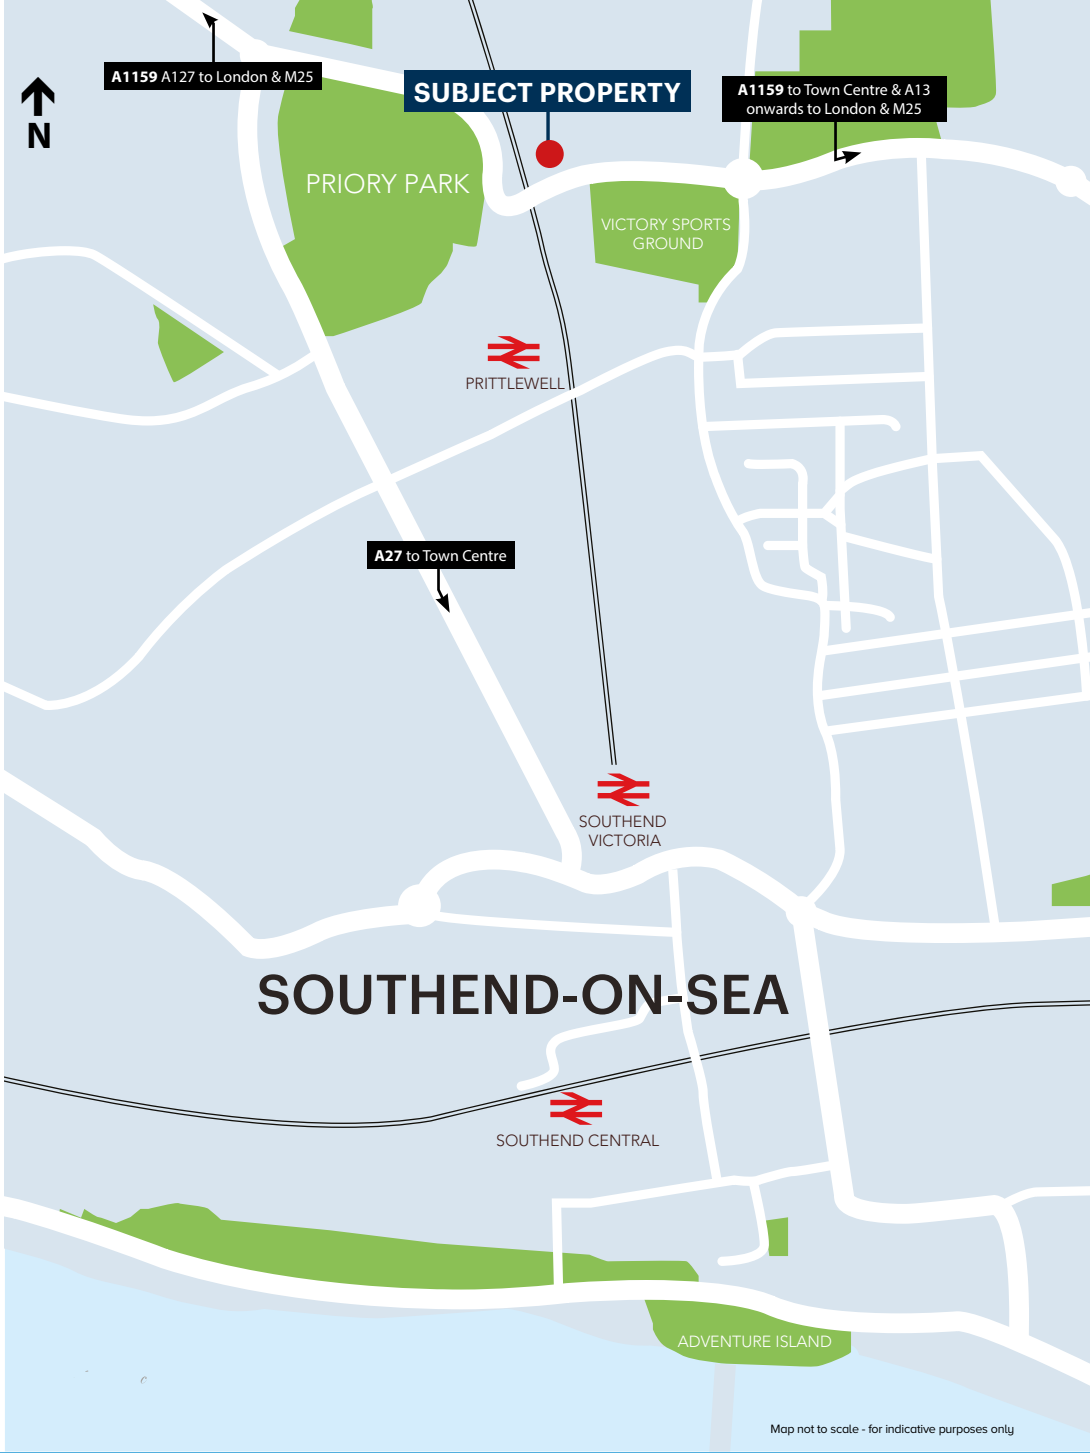 A1159 A127 to London & M25
SUBJECT PROPERTY
A1159 to Town Centre & A13
onwards to London & M25
N
PRIORY PARK
VICTORY SPORTS
GROUND
PRITTLEWELL
A27 to Town Centre
SOUTHEND
VICTORIA
SOUTHEND-ON-SEA
SOUTHEND CENTRAL
ADVENTURE ISLAND
Map not to scale - for indicative purposes only